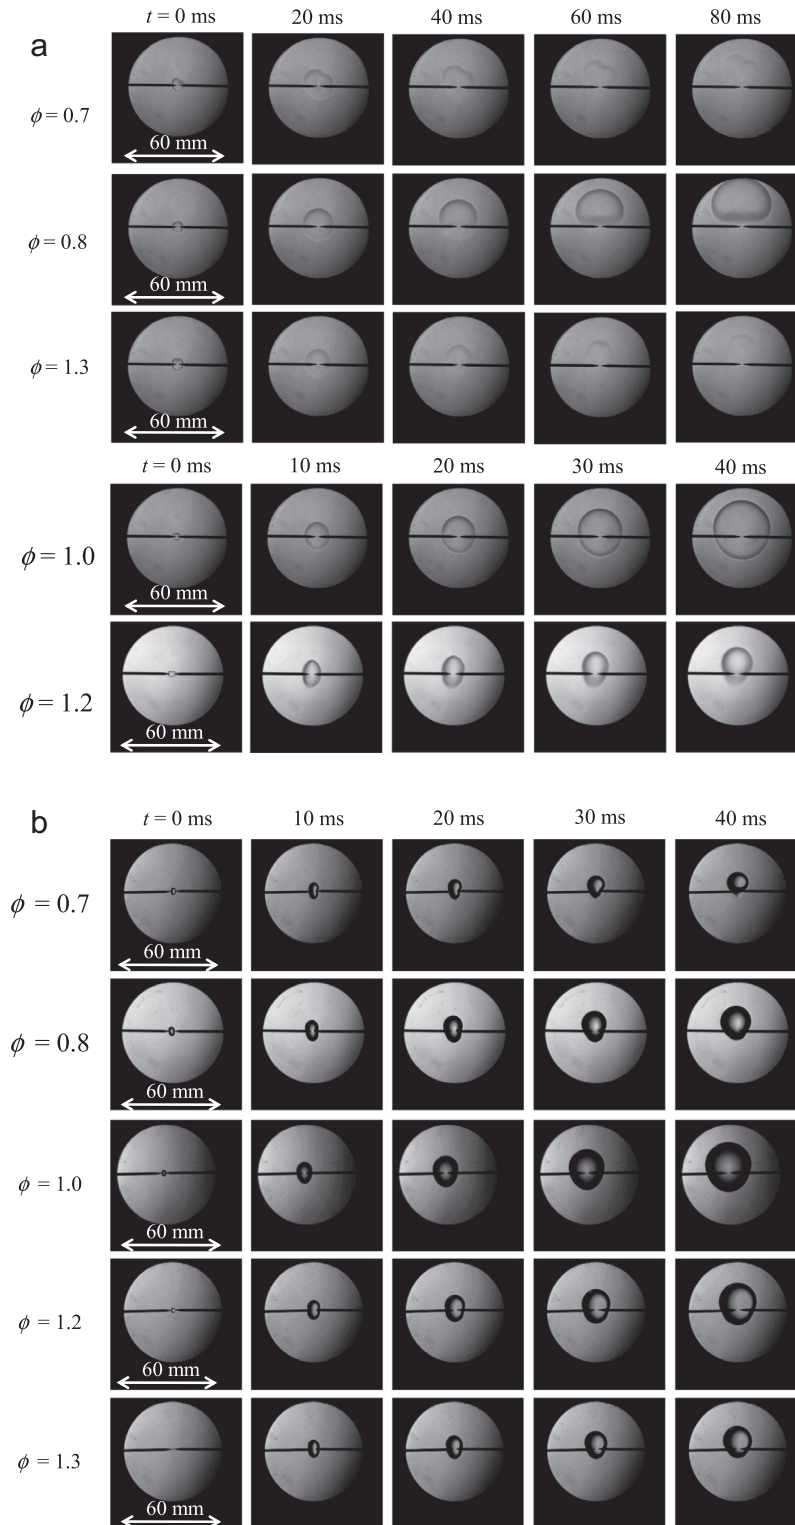 t = 0 ms 20 ms 40 ms 60 ms 80 ms
a
ϕ = 0.7
60 mm
ϕ = 0.8
60 mm
ϕ = 1.3
60 mm
t = 0 ms 10 ms 20 ms 30 ms 40 ms
ϕ = 1.0
60 mm
ϕ = 1.2
60 mm
b
t = 0 ms 10 ms 20 ms 30 ms 40 ms
ϕ = 0.7
60 mm
ϕ = 0.8
60 mm
ϕ = 1.0
60 mm
ϕ = 1.2
60 mm
ϕ = 1.3
60 mm